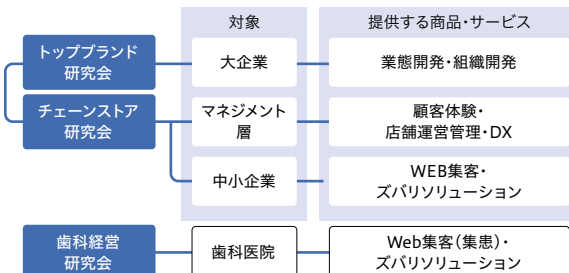 対象
提供する商品・サービス
トップブランド
研究会
大企業
業態開発・組織開発
チェーンストア
研究会
マネジメント
層
顧客体験・
店舗運営管理・DX
中小企業
WEB集客・
ズバリソリューション
歯科経営
研究会
歯科医院
Web集客(集患)・
ズバリソリューション